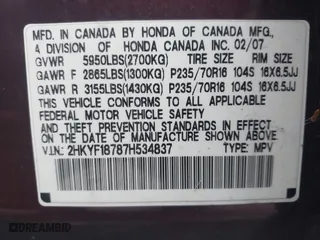 MFD. IN CANADA BY HONDA OF CANADA MFG.,
A DIVISION OF HONDA CANADA INC. 02/07
GVWR 5950LBS(2700KG) TIRE SIZE RIM SIZE
GAWR F 2865LBS(1300KG) P235/70R16 104S 16X6.5JJ
GAWR R 3155LBS(1430KG) P235/70R16 104S 16X6.5JJ
THIS VEHICLE CONFORMS TO ALL APPLICABLE
FEDERAL MOTOR VEHICLE SAFETY STANDARDS IN
EFFECT ON THE DATE OF MANUFACTURE SHOWN ABOVE.
V.I.N.: 2HKYF18787H534837 TYPE: MPV
DREAMBID